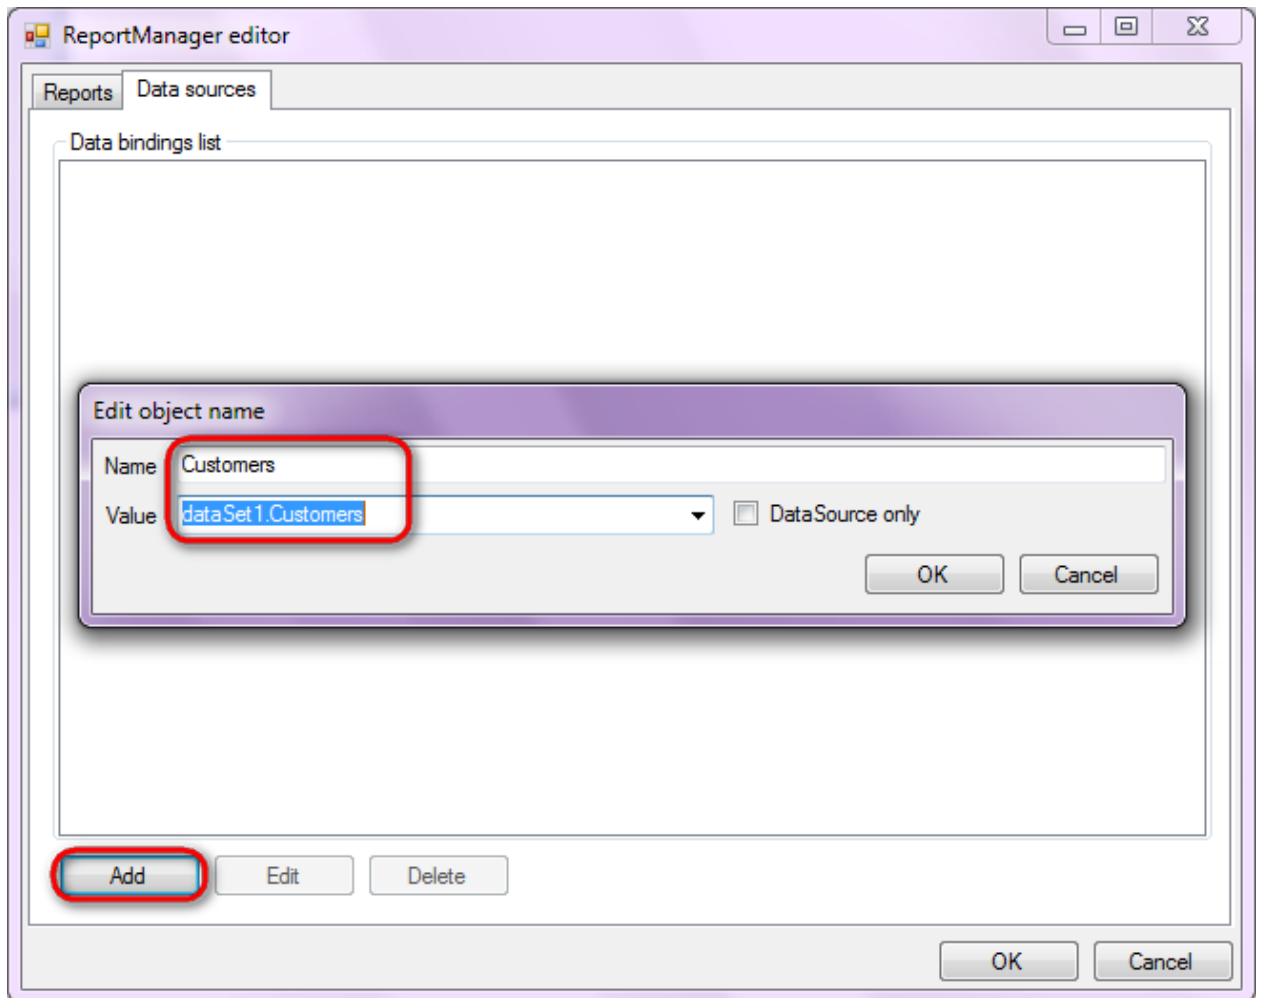 ReportManager editor
Reports Data sources
Data bindings list
Edit object name
Name Customers
Value dataSet1.Customers DataSource only
OK Cancel
Add Edit Delete
OK Cancel